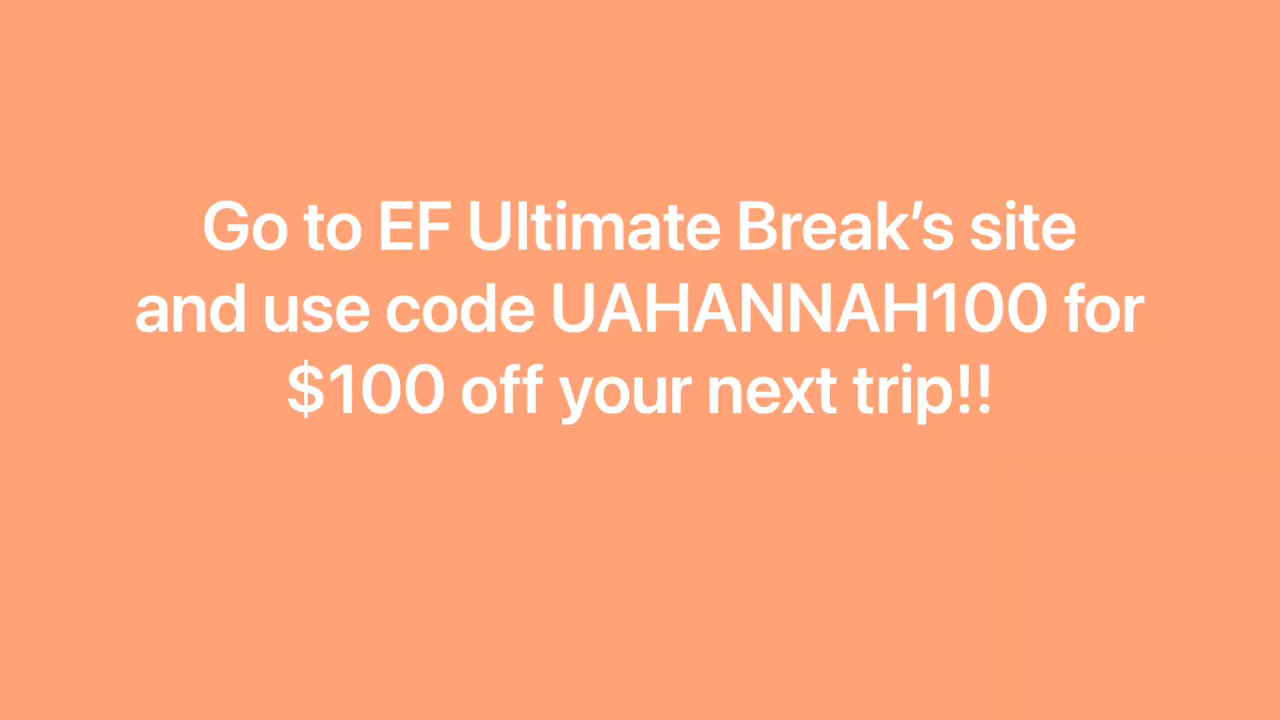 Go to EF Ultimate Break’s site
and use code UAHANNAH100 for
$100 off your next trip!!